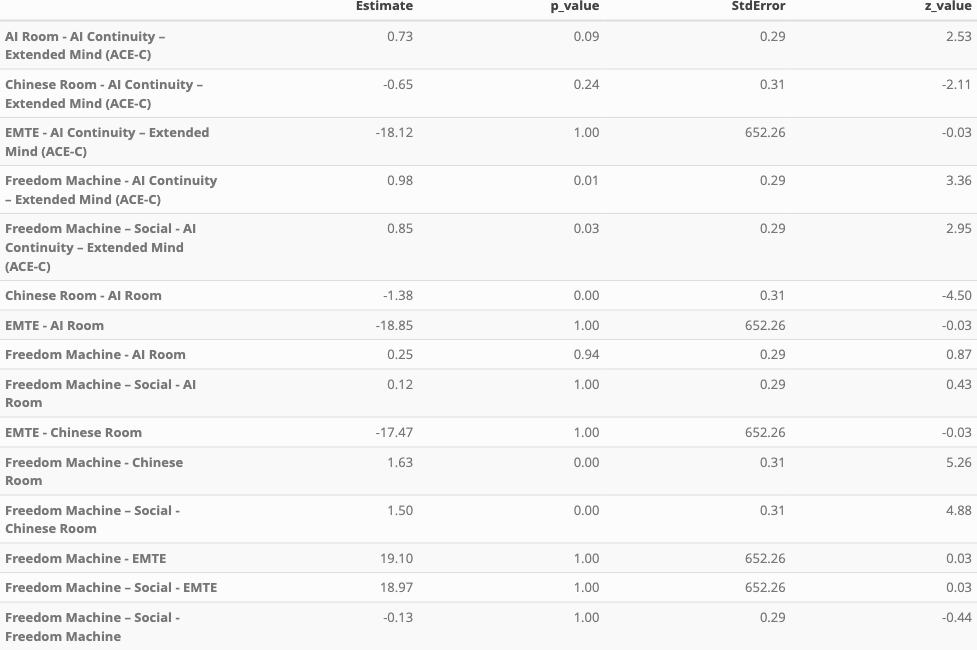 Estimate p_value StdError z_value
AI Room - AI Continuity – 0.73 0.09 0.29 2.53
Extended Mind (ACE-C)
Chinese Room - AI Continuity – -0.65 0.24 0.31 -2.11
Extended Mind (ACE-C)
EMTE - AI Continuity – Extended -18.12 1.00 652.26 -0.03
Mind (ACE-C)
Freedom Machine - AI Continuity 0.98 0.01 0.29 3.36
– Extended Mind (ACE-C)
Freedom Machine – Social - AI 0.85 0.03 0.29 2.95
Continuity – Extended Mind
(ACE-C)
Chinese Room - AI Room -1.38 0.00 0.31 -4.50
EMTE - AI Room -18.85 1.00 652.26 -0.03
Freedom Machine - AI Room 0.25 0.94 0.29 0.87
Freedom Machine – Social - AI 0.12 1.00 0.29 0.43
Room
EMTE - Chinese Room -17.47 1.00 652.26 -0.03
Freedom Machine - Chinese 1.63 0.00 0.31 5.26
Room
Freedom Machine – Social - 1.50 0.00 0.31 4.88
Chinese Room
Freedom Machine - EMTE 19.10 1.00 652.26 0.03
Freedom Machine – Social - EMTE 18.97 1.00 652.26 0.03
Freedom Machine – Social - -0.13 1.00 0.29 -0.44
Freedom Machine